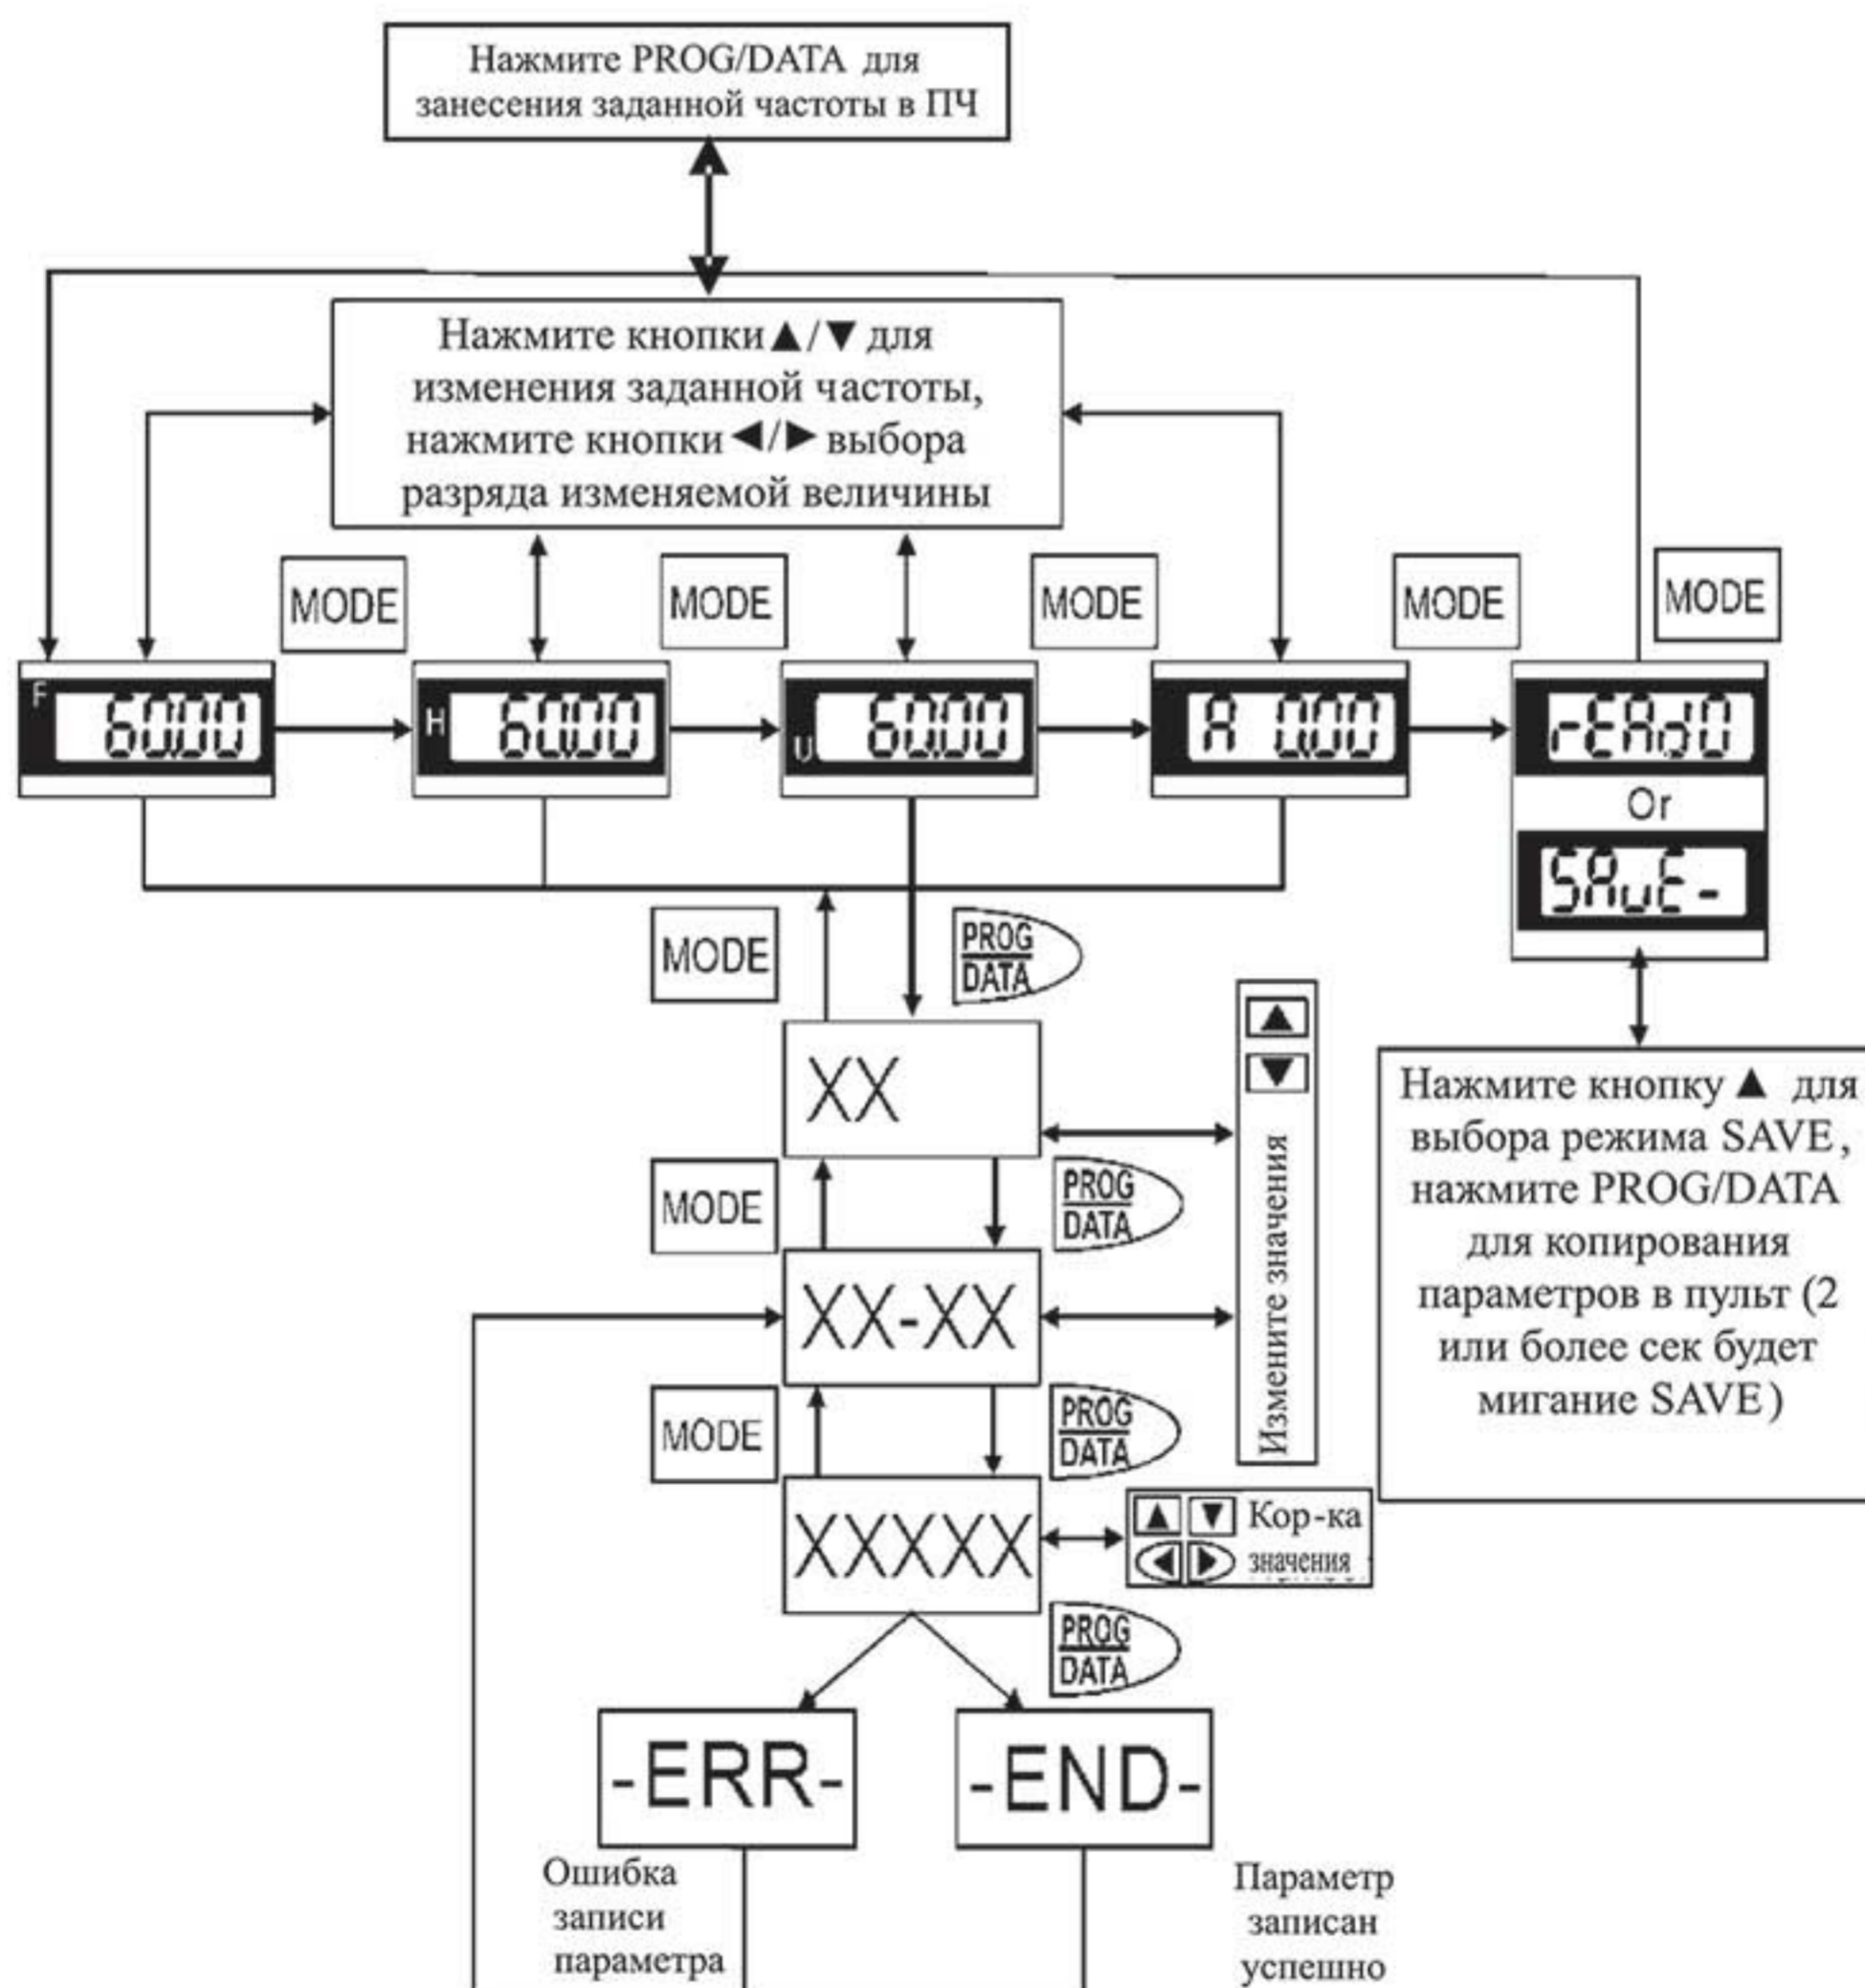 Нажмите PROG/DATA для
занесения заданной частоты в ПЧ
Нажмите кнопки ▲/▼ для
изменения заданной частоты,
нажмите кнопки ◄/► выбора
разряда изменяемой величины
MODE
MODE
MODE
MODE
MODE
F 60.00
H 60.00
U 60.00
A 0.00
rEAd0
Or
SAvE-
MODE
PROG
DATA
XX
MODE
PROG
DATA
XX-XX
▲
▼
Измените значения
MODE
PROG
DATA
XXXXX
▲ ▼ Кор-ка
◄ ► значения
PROG
DATA
Нажмите кнопку ▲ для
выбора режима SAVE,
нажмите PROG/DATA
для копирования
параметров в пульт (2
или более сек будет
мигание SAVE)
-ERR-
-END-
Ошибка
записи
параметра
Параметр
записан
успешно